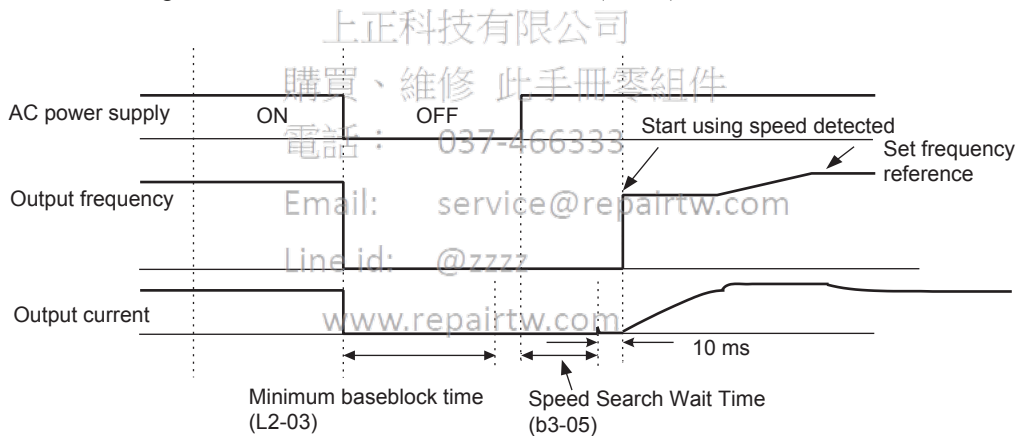 上正科技有限公司
購買、維修 此手冊零組件
AC power supply
ON
OFF
電話： 037-466333
Start using speed detected
Set frequency
reference
Output frequency
Email: service@repairtw.com
Line id: @zzzz
Output current
www.repairtw.com
10 ms
Minimum baseblock time
(L2-03)
Speed Search Wait Time
(b3-05)